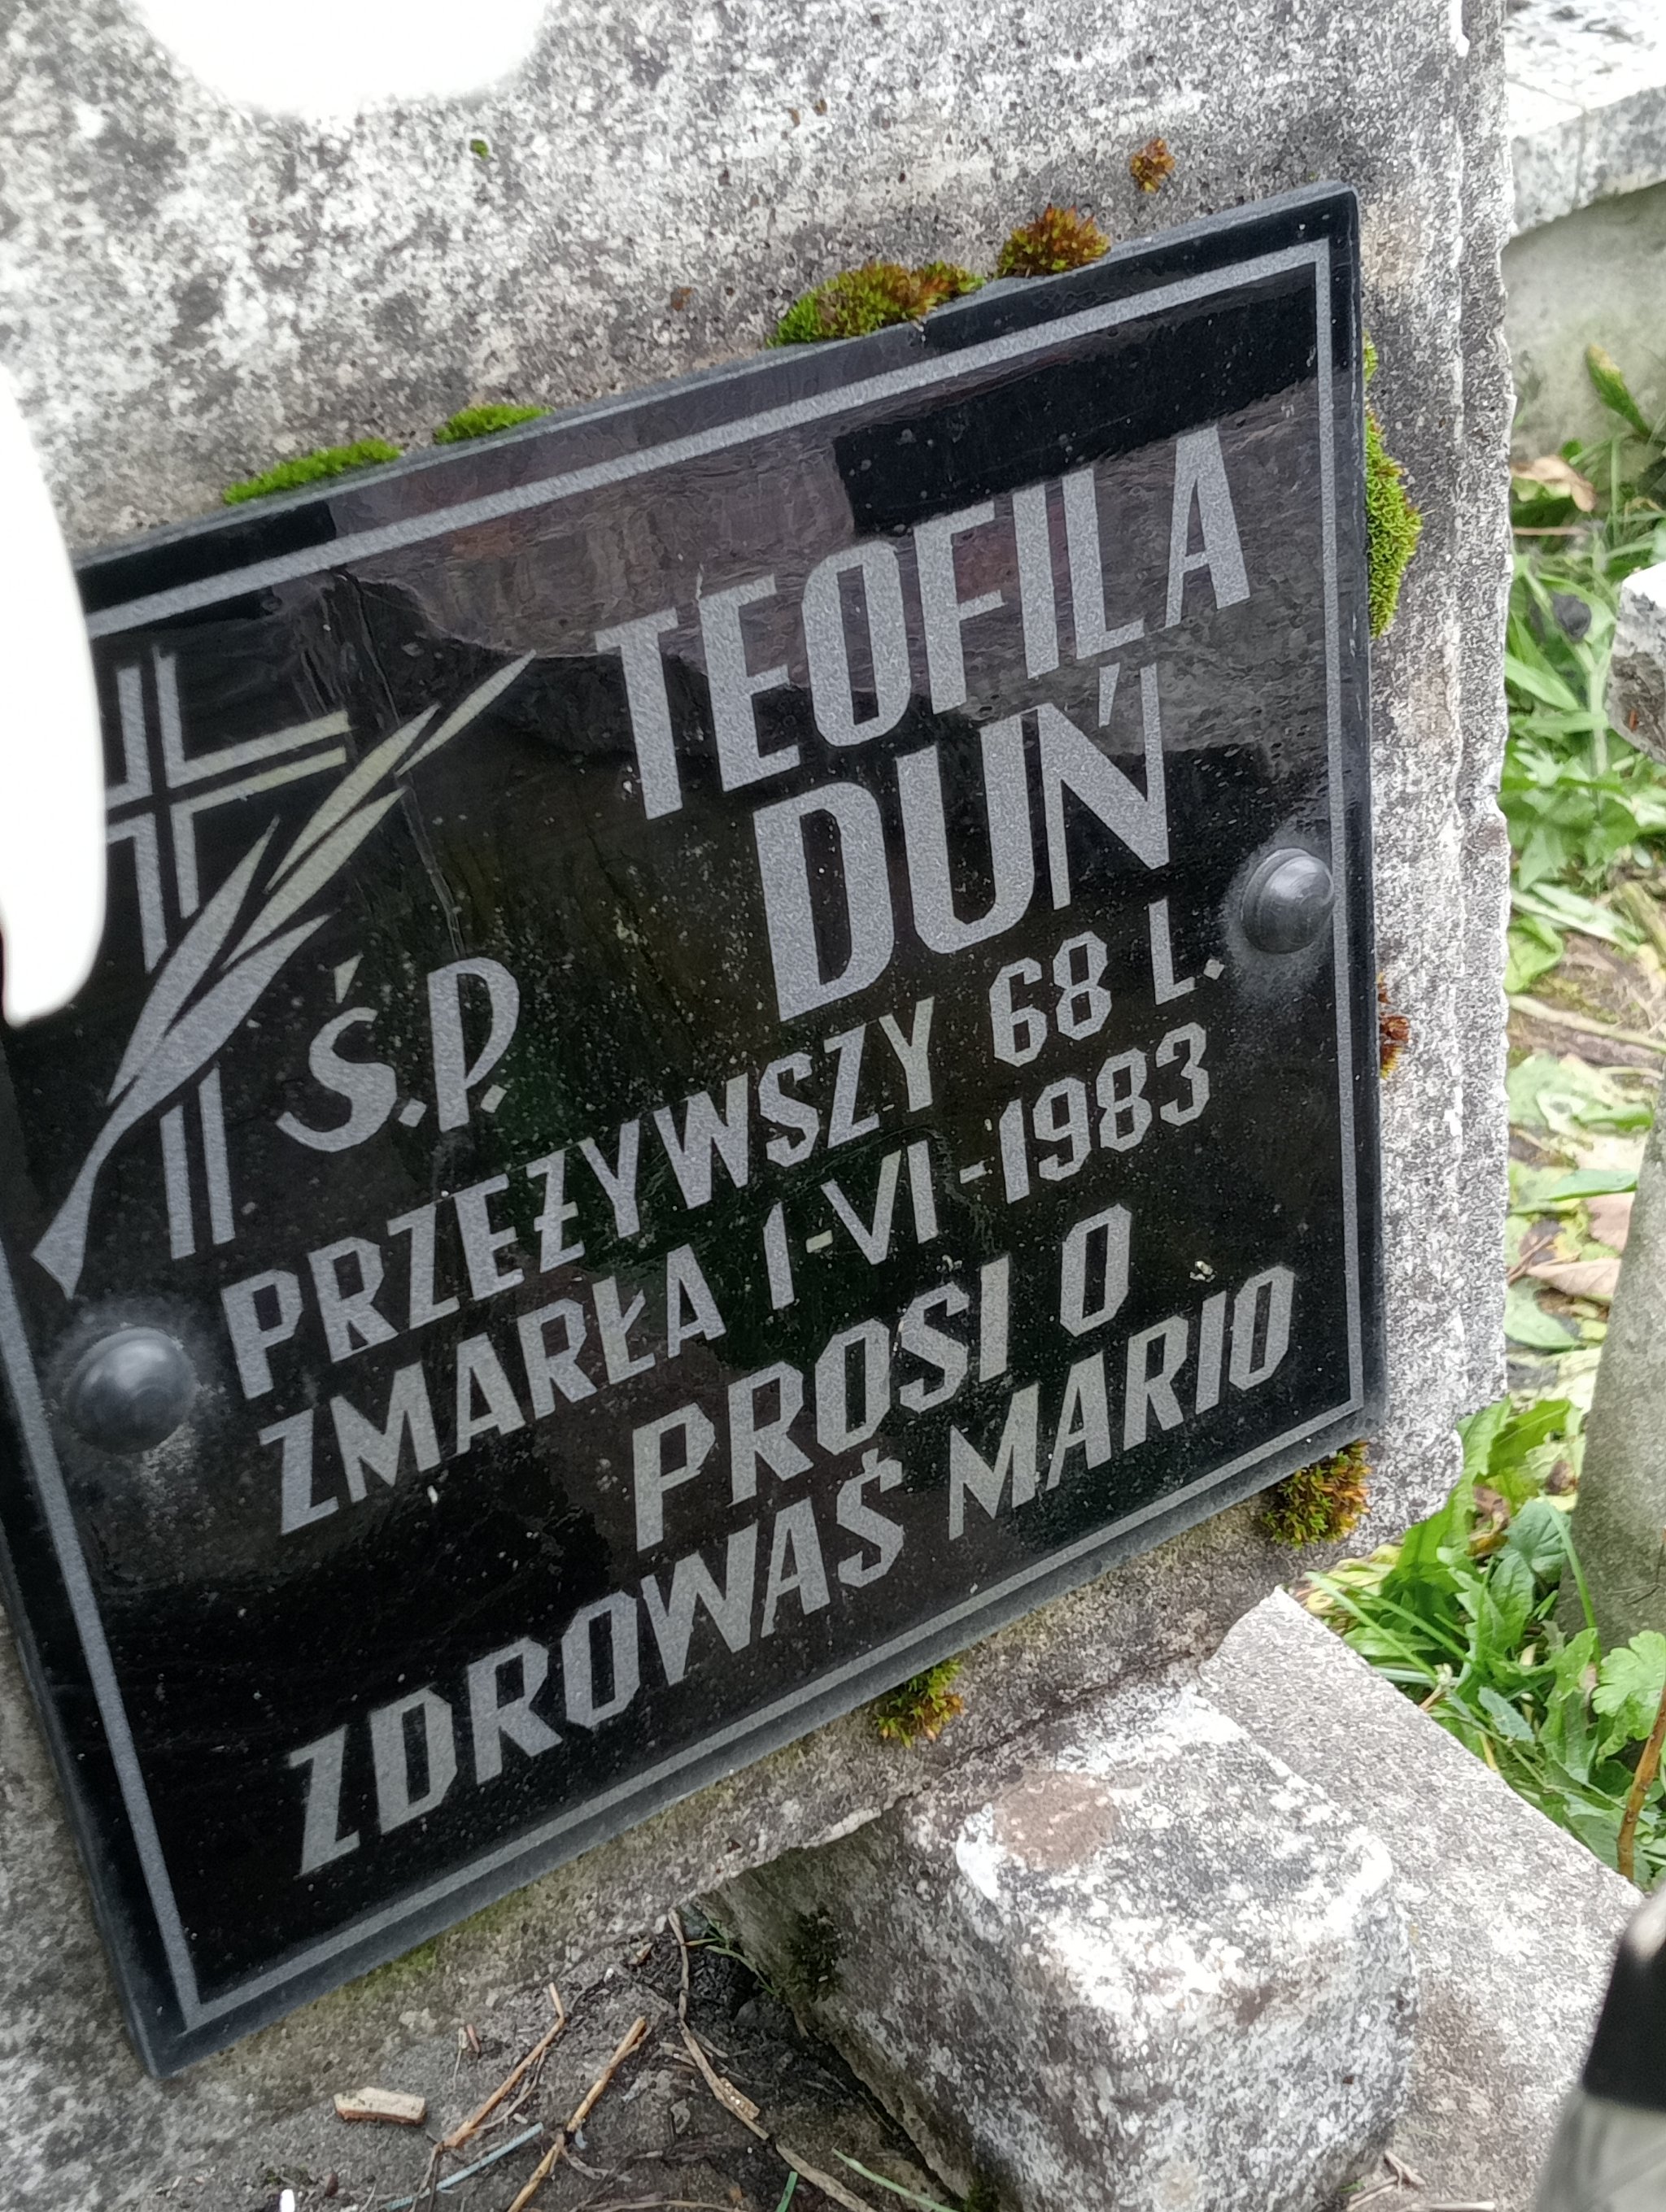 TEOFILA
DUŃ
Ś.P.
PRZEŻYWSZY 68 L.
ZMARŁA 1-VI-1983
PROSI O
ZDROWAŚ MARIO